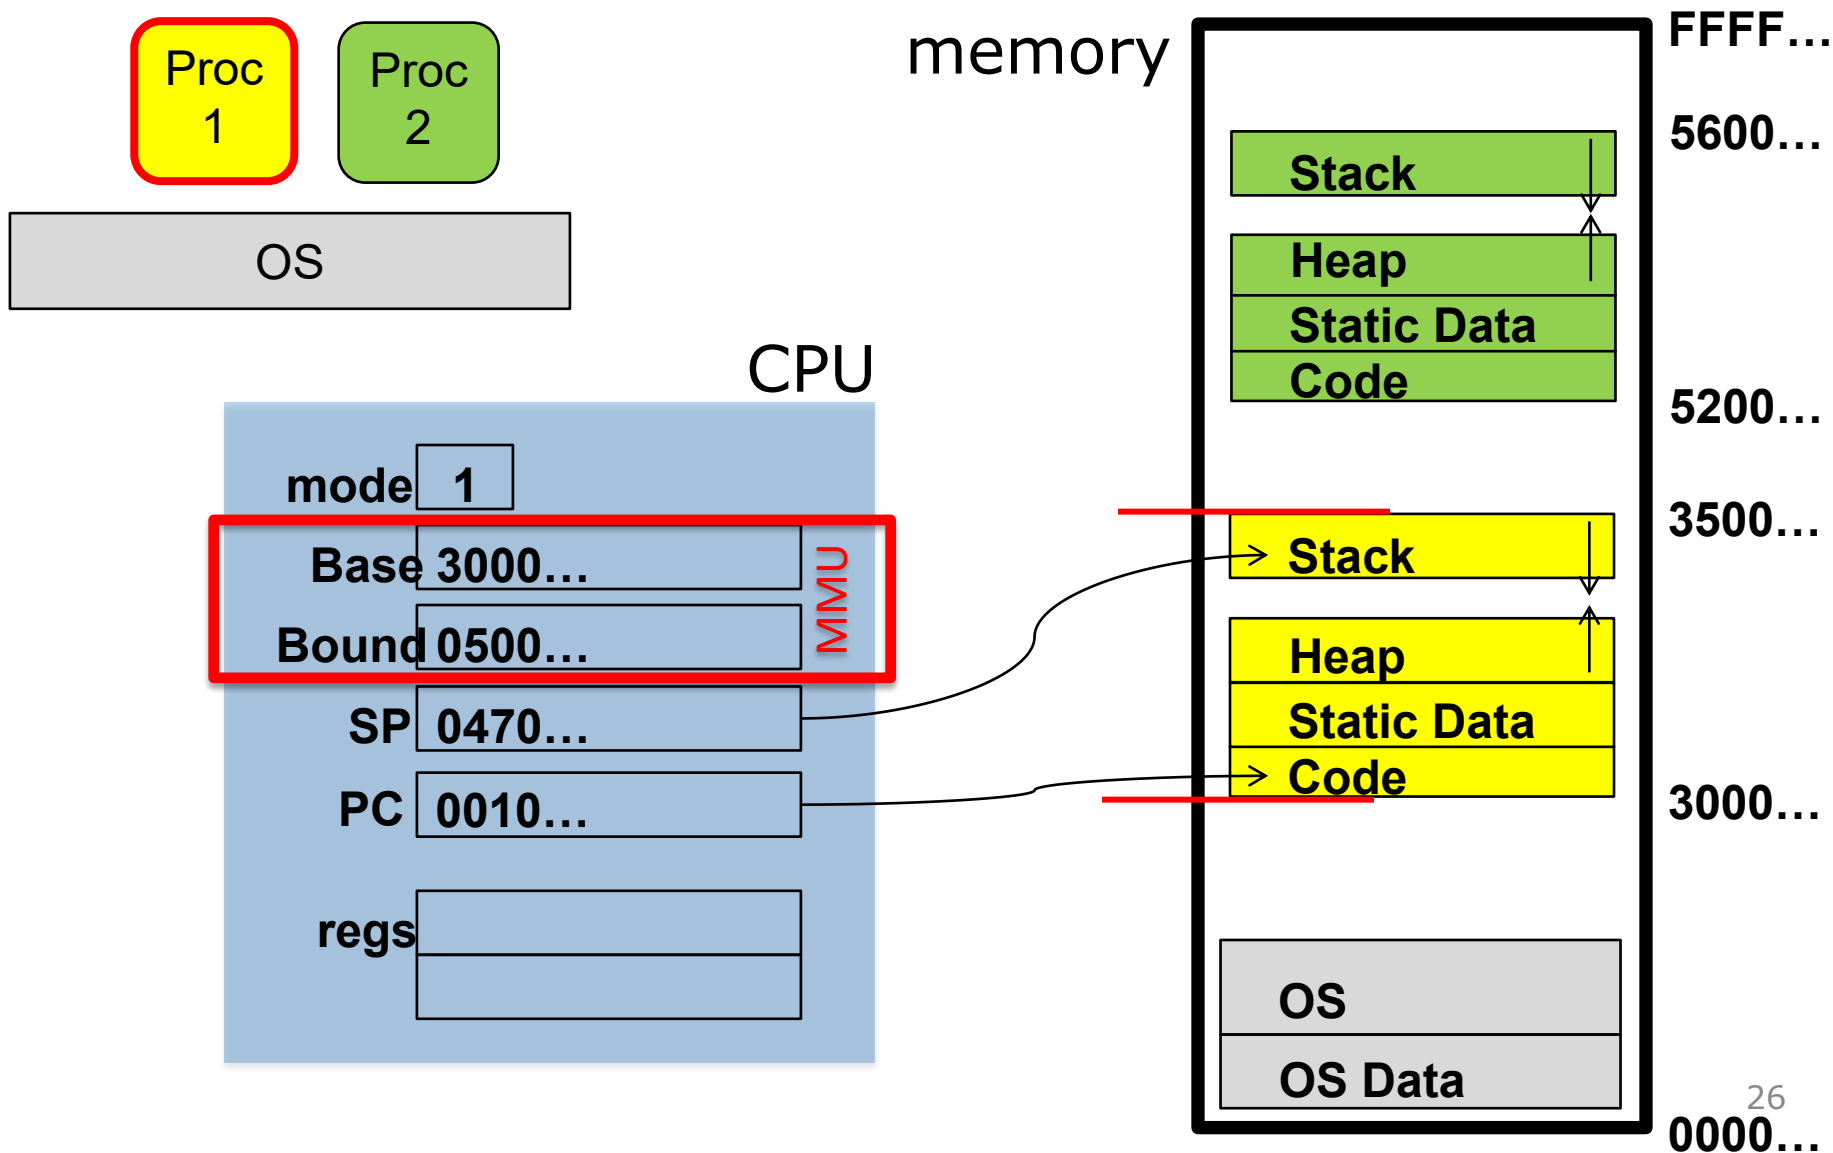 Proc
1
Proc
2
OS
memory
FFFF…
5600…
Stack
Heap
Static Data
Code
5200…
CPU
mode 1
Base 3000…
Bound 0500…
MMU
SP 0470…
PC 0010…
regs
3500…
Stack
Heap
Static Data
Code
3000…
OS
OS Data
26
0000…